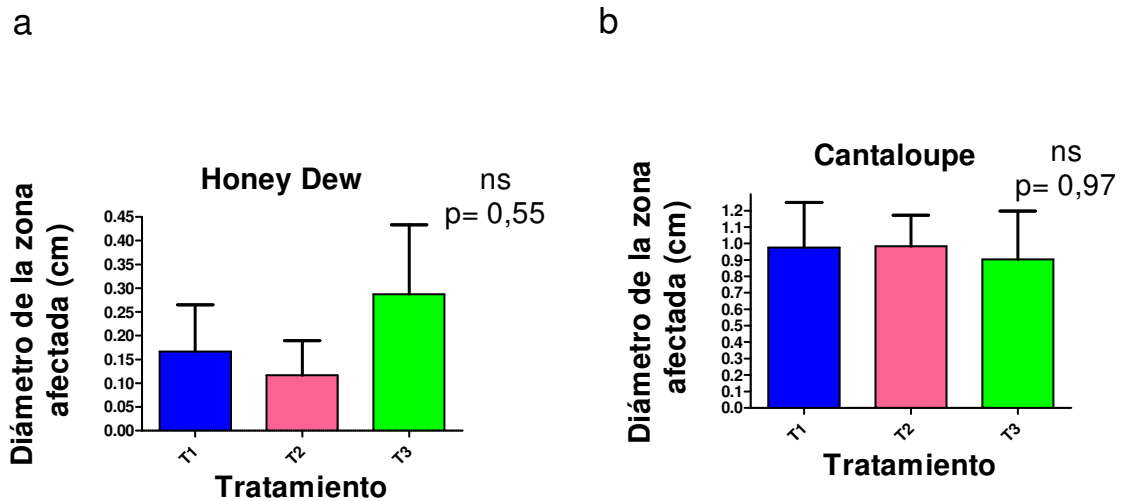 a
Honey Dew
ns
p= 0,55
Diámetro de la zona
afectada (cm)
0.45
0.40
0.35
0.30
0.25
0.20
0.15
0.10
0.05
0.00
T1
T2
T3
Tratamiento
b
Cantaloupe
ns
p= 0,97
Diámetro de la zona
afectada (cm)
1.2
1.1
1.0
0.9
0.8
0.7
0.6
0.5
0.4
0.3
0.2
0.1
0.0
T1
T2
T3
Tratamiento